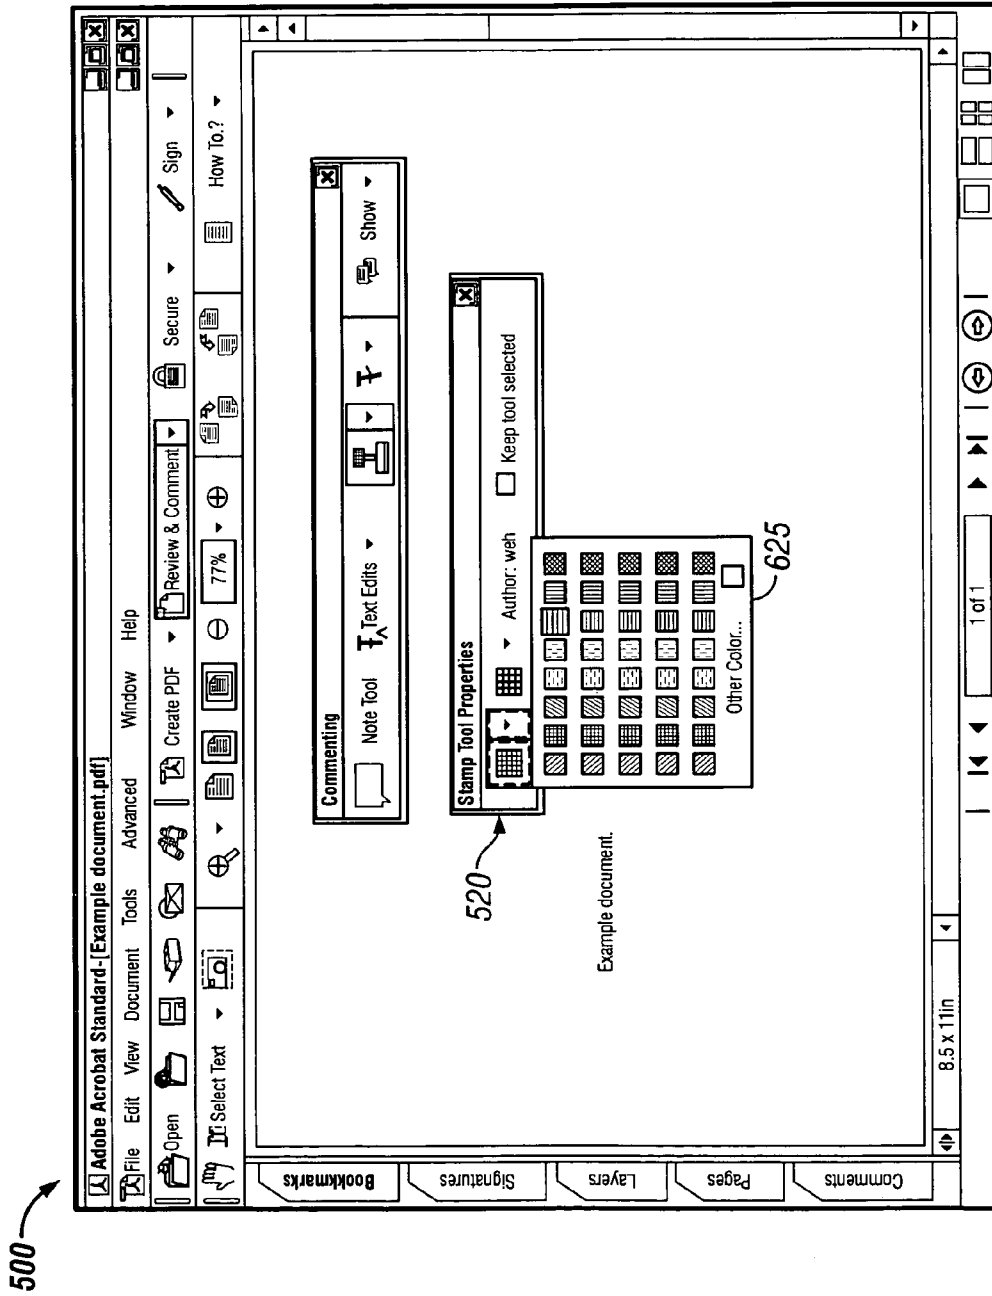 500
Adobe Acrobat Standard-[Example document.pdf]
File Edit View Document Tools Advanced Window Help
Open Create PDF Review & Comment Secure Sign
Select Text 77% How To.?
Bookmarks
Signatures
Layers
Pages
Comments
Commenting
Note Tool Text Edits Show
520
Stamp Tool Properties
Author: weh Keep tool selected
Other Color...
625
Example document.
8.5 x 11in
1 of 1